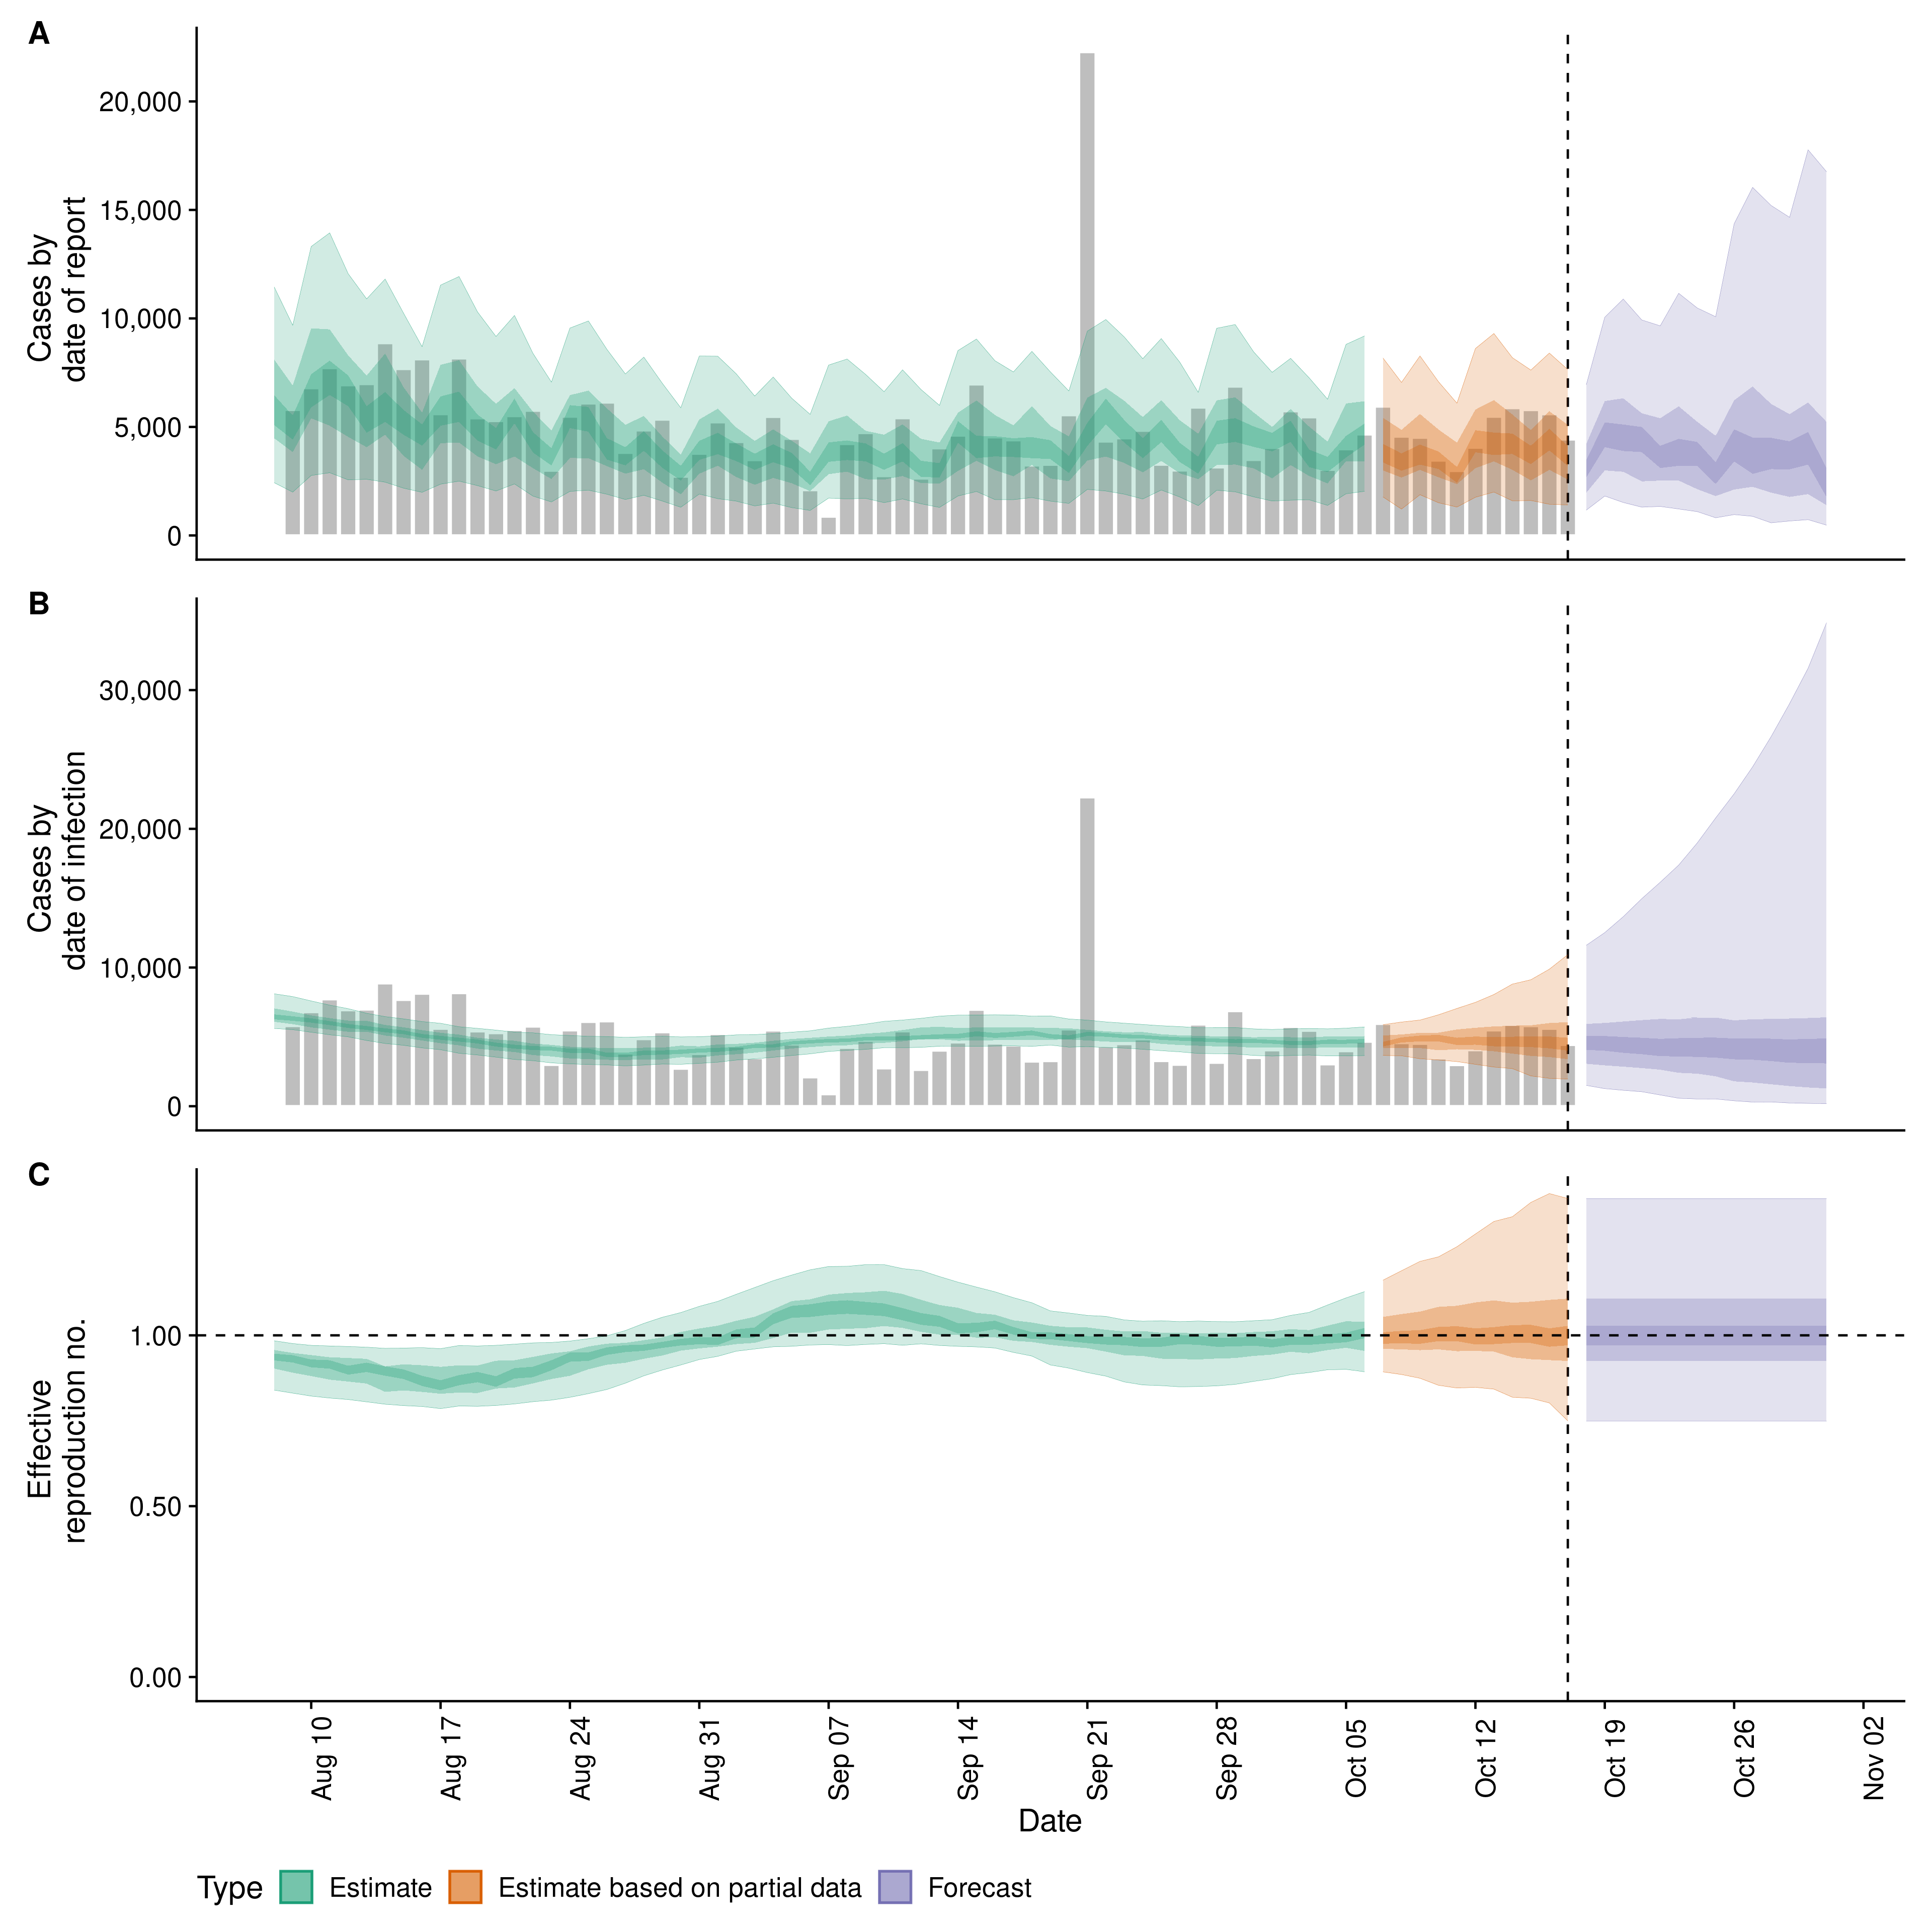 A
20,000
15,000
10,000
5,000
0
Cases by
date of report
B
30,000
20,000
10,000
0
Cases by
date of infection
C
1.00
0.50
0.00
Effective
reproduction no.
Aug 10
Aug 17
Aug 24
Aug 31
Sep 07
Sep 14
Sep 21
Sep 28
Oct 05
Oct 12
Oct 19
Oct 26
Nov 02
Date
Type
Estimate
Estimate based on partial data
Forecast